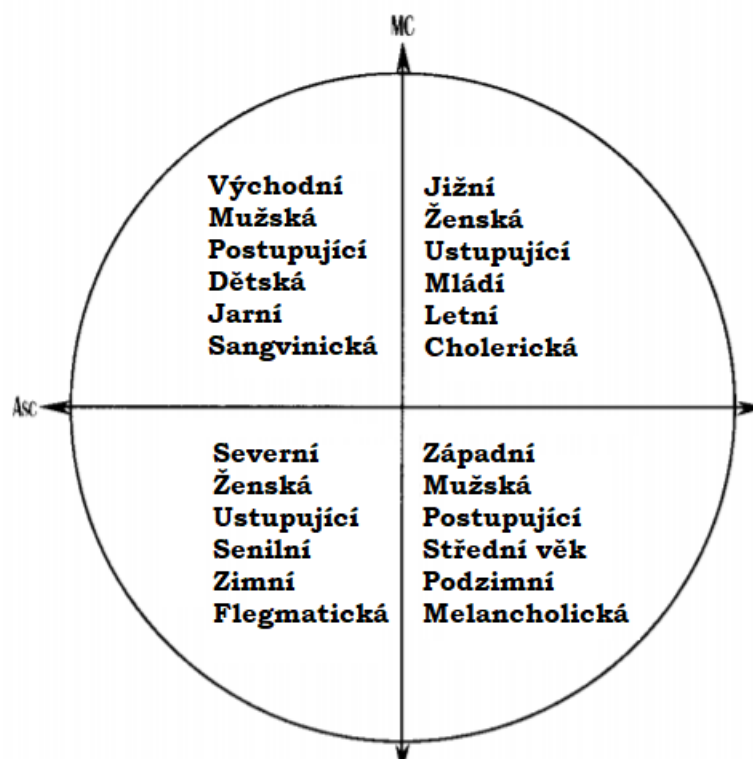 MC
Východní
Mužská
Postupující
Dětská
Jarní
Sangvinická
Jižní
Ženská
Ustupující
Mládí
Letní
Cholerická
Asc
Severní
Ženská
Ustupující
Senilní
Zimní
Flegmatická
Západní
Mužská
Postupující
Střední věk
Podzimní
Melancholická